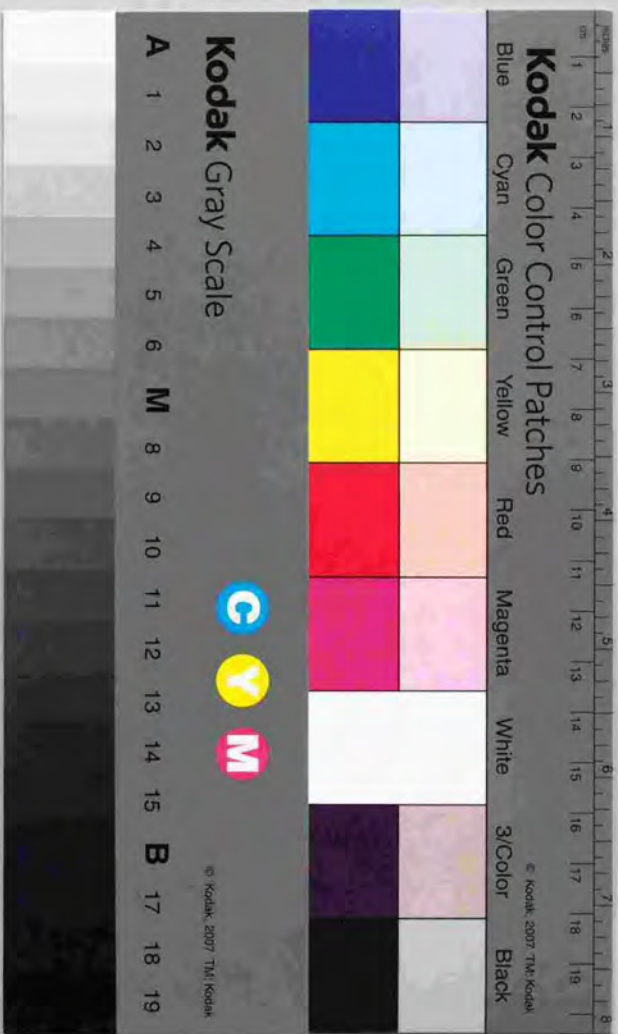 inches 1 2 3 4 5 6 7 8
cm 1 2 3 4 5 6 7 8 9 10 11 12 13 14 15 16 17 18 19
Kodak Color Control Patches
© Kodak, 2007 TM: Kodak
Blue Cyan Green Yellow Red Magenta White 3/Color Black
Kodak Gray Scale
C Y M
© Kodak, 2007 TM: Kodak
A 1 2 3 4 5 6 M 8 9 10 11 12 13 14 15 B 17 18 19